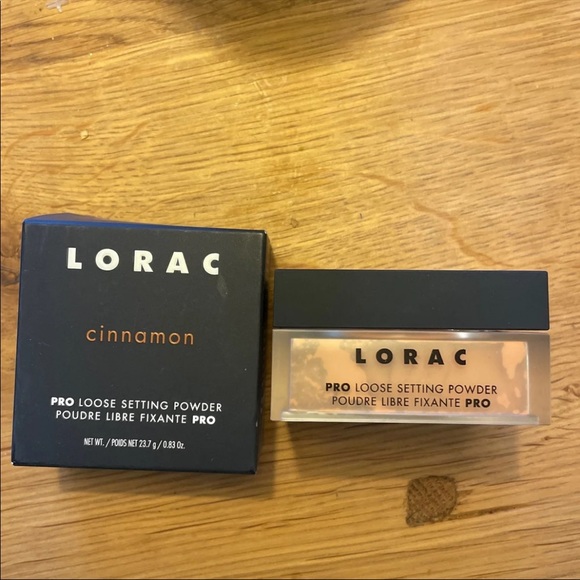 LORAC
cinnamon
PRO LOOSE SETTING POWDER
POUDRE LIBRE FIXANTE PRO
NET WT. / POIDS NET 23.7 g / 0.83 Oz.
LORAC
PRO LOOSE SETTING POWDER
POUDRE LIBRE FIXANTE PRO